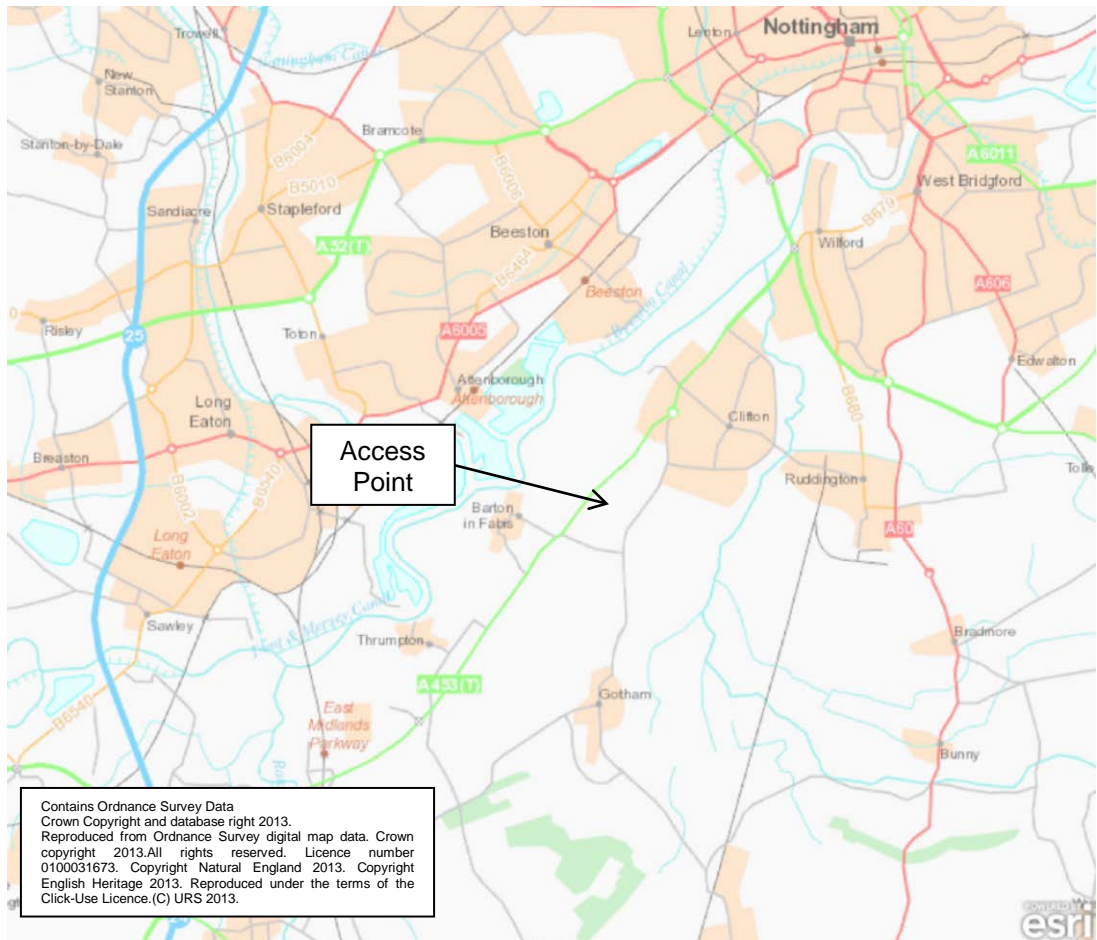 Trowell
Nottingham Canal
Lenton
Nottingham
New
Stanton
Bramcote
Stanton-by-Dale
B6004
B6006
A6011
B5010
Sandiacre
Stapleford
West Bridgford
B679
A52(T)
Beeston
Wilford
B646A
Beeston
Beeston Canal
A606
Risley
25
Toton
A6005
Edwalton
Attenborough
Attenborough
B680
Long
Eaton
Clifton
Access
Point
Breaston
B6002
B6540
Ruddington
Barton
in Fabis
A60
Long
Eaton
Sawley
Trent & Mersey Canal
Thrumpton
Bradmore
A453(T)
Gotham
B6540
East
Midlands
Parkway
Bunny
Contains Ordnance Survey Data
Crown Copyright and database right 2013.
Reproduced from Ordnance Survey digital map data. Crown
copyright 2013.All rights reserved. Licence number
0100031673. Copyright Natural England 2013. Copyright
English Heritage 2013. Reproduced under the terms of the
Click-Use Licence.(C) URS 2013.
POWERED BY
esri